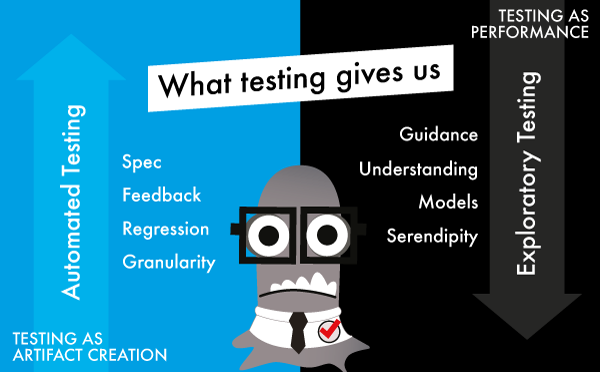 TESTING AS
PERFORMANCE
What testing gives us
Automated Testing
Spec
Feedback
Regression
Granularity
TESTING AS
ARTIFACT CREATION
Guidance
Understanding
Models
Serendipity
Exploratory Testing